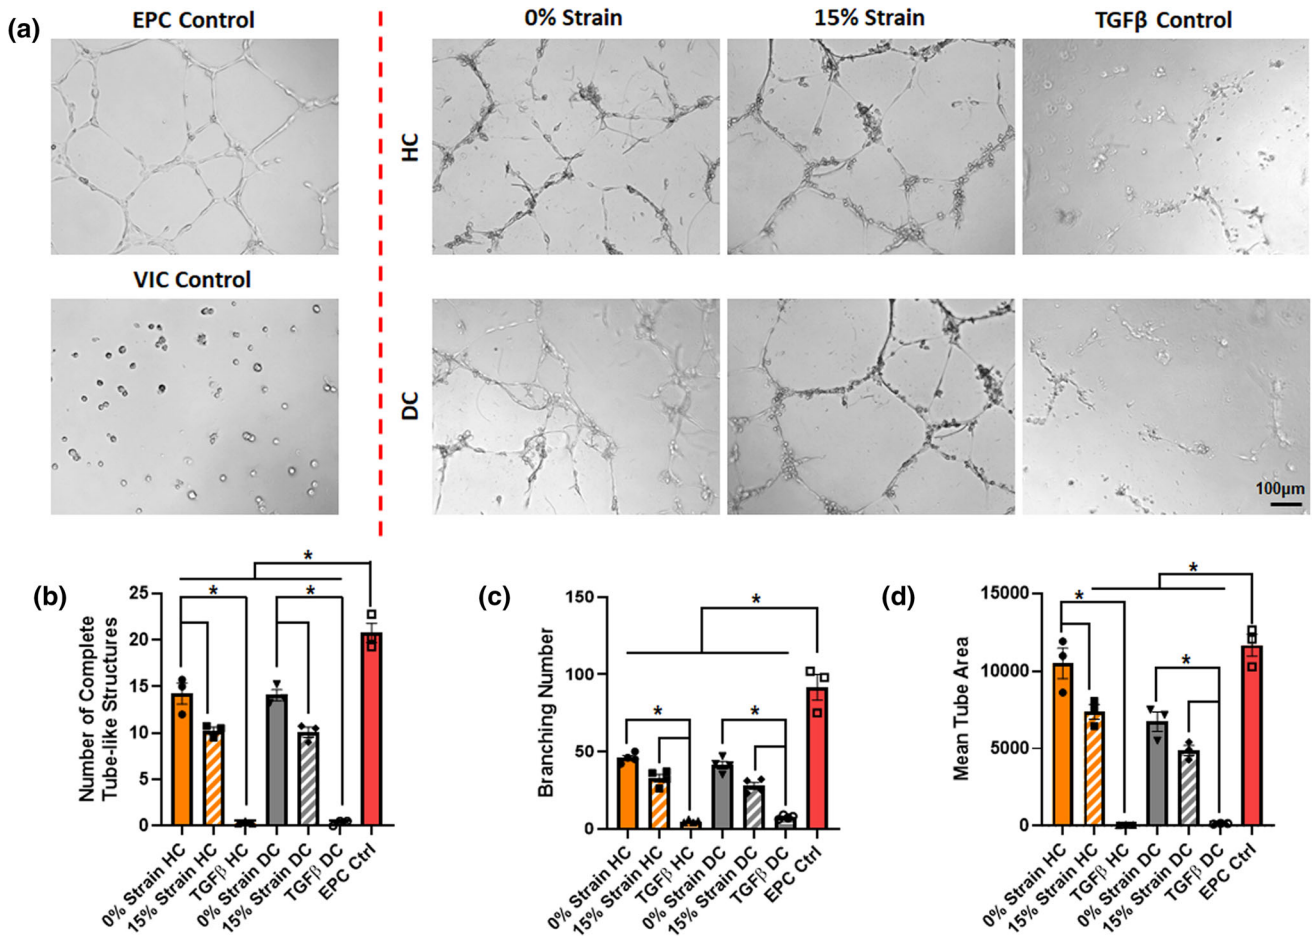 (a)
EPC Control
0% Strain
15% Strain
TGFβ Control
HC
VIC Control
DC
100μm
(b)
Number of Complete
Tube-like Structures
25
20
15
10
5
0
*
*
*
0% Strain HC
15% Strain HC
TGFβ HC
0% Strain DC
15% Strain DC
TGFβ DC
EPC Ctrl
(c)
Branching Number
150
100
50
0
*
*
*
0% Strain HC
15% Strain HC
TGFβ HC
0% Strain DC
15% Strain DC
TGFβ DC
EPC Ctrl
(d)
Mean Tube Area
15000
10000
5000
0
*
*
*
0% Strain HC
15% Strain HC
TGFβ HC
0% Strain DC
15% Strain DC
TGFβ DC
EPC Ctrl